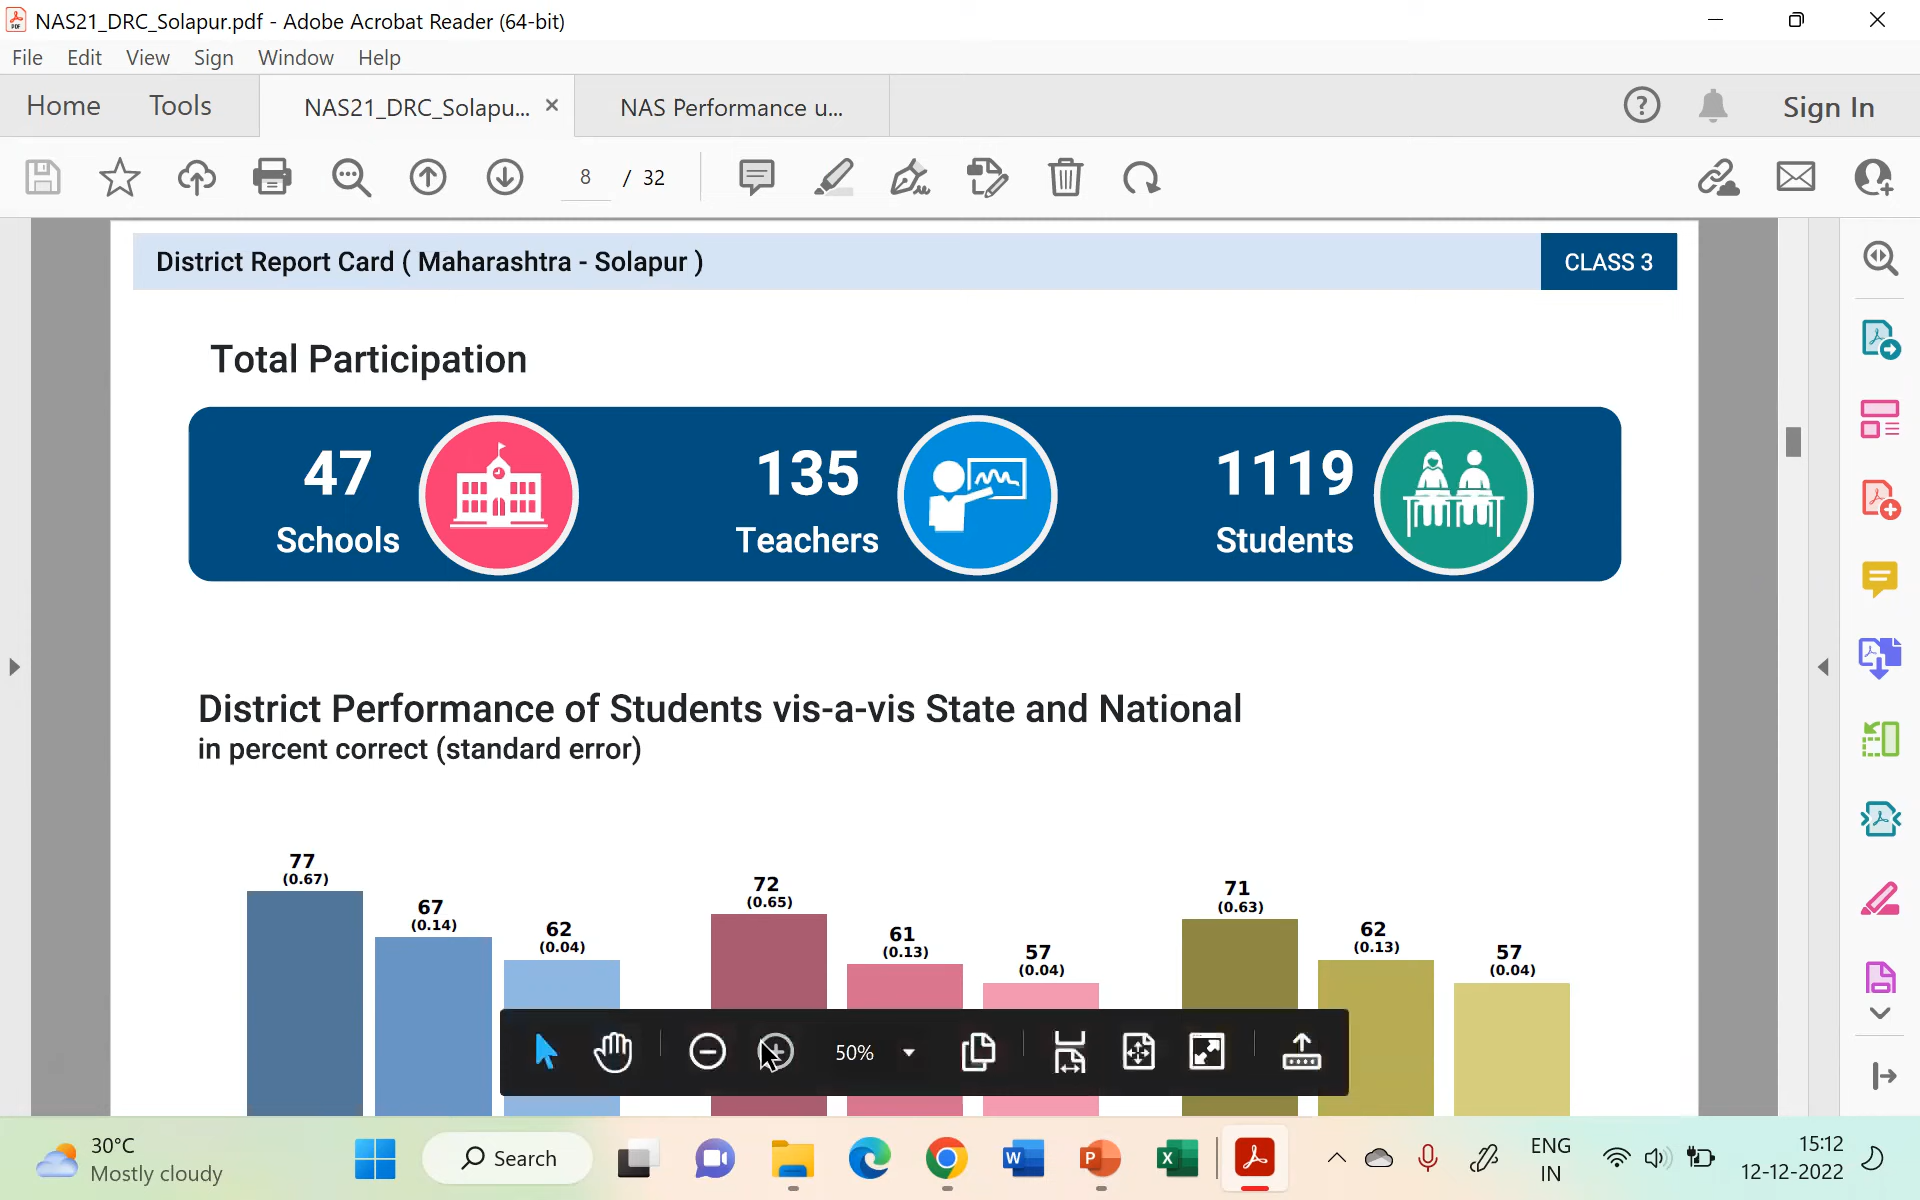 NAS21_DRC_Solapur.pdf - Adobe Acrobat Reader (64-bit)
File Edit View Sign Window Help
Home Tools NAS21_DRC_Solapu... × NAS Performance u... Sign In
8 / 32
District Report Card ( Maharashtra - Solapur ) CLASS 3
Total Participation
47 135 1119
Schools Teachers Students
District Performance of Students vis-a-vis State and National
in percent correct (standard error)
77 67 62 72 61 57 71 62 57
(0.67) (0.14) (0.04) (0.65) (0.13) (0.04) (0.63) (0.13) (0.04)
50%
30°C
Mostly cloudy
Search
ENG
IN
15:12
12-12-2022